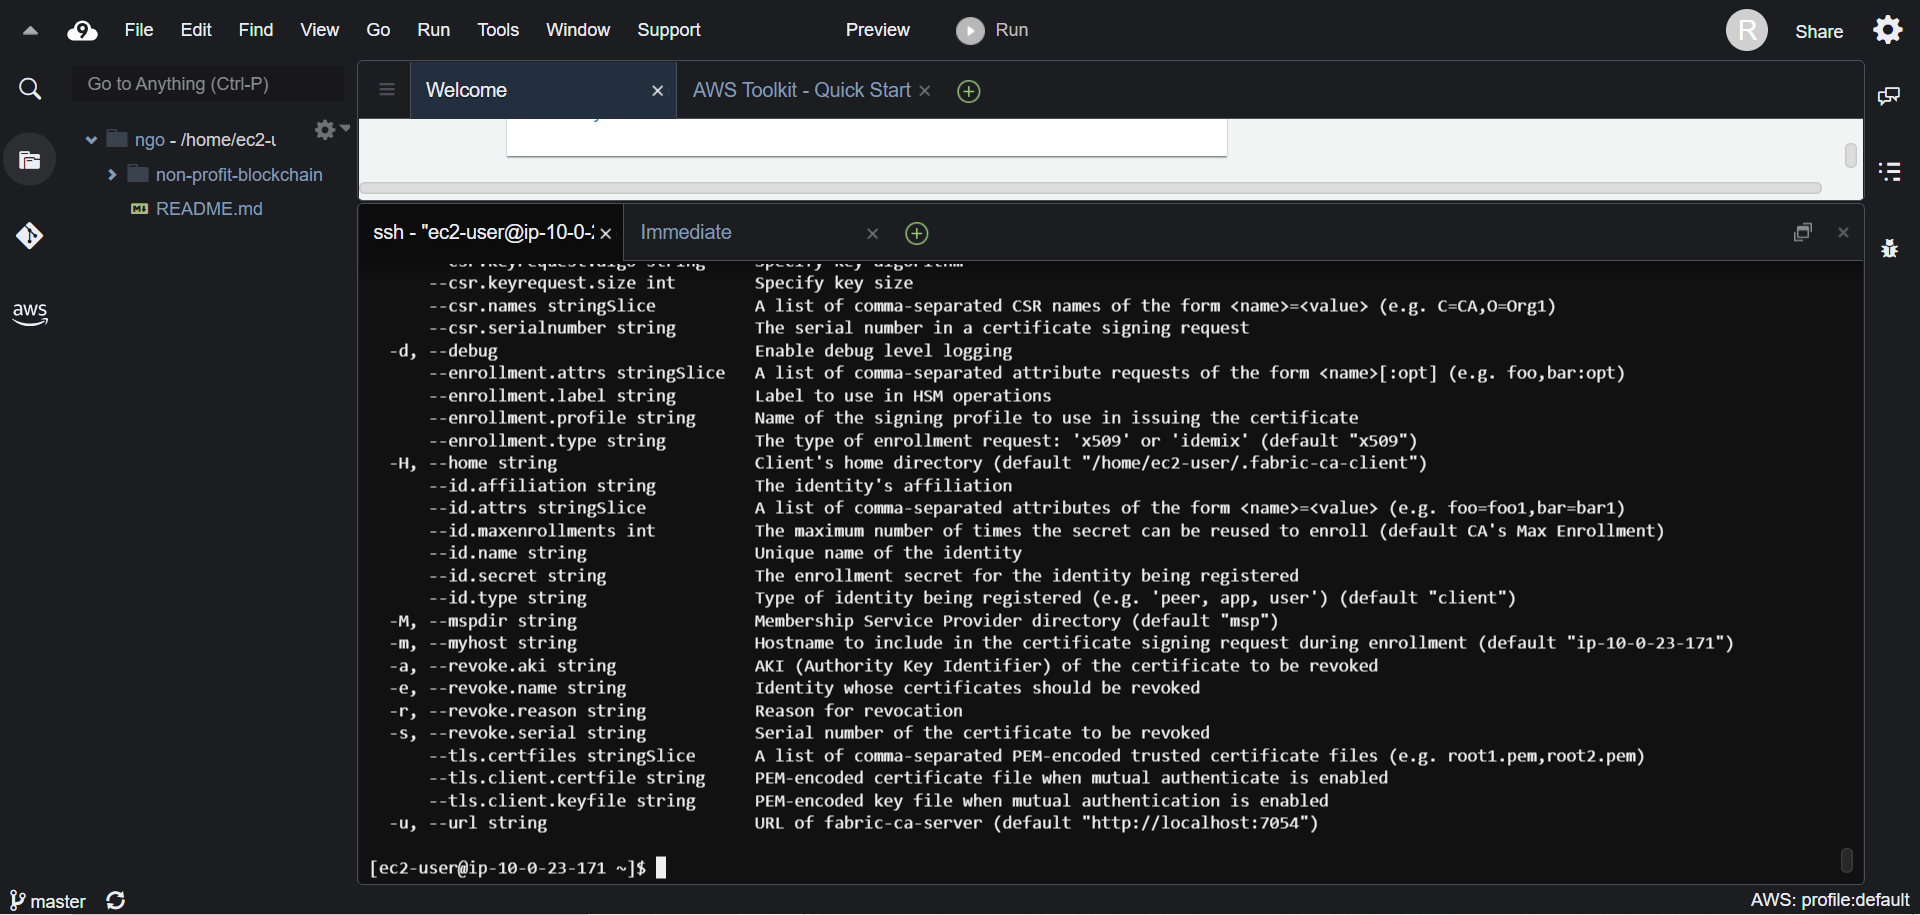 File Edit Find View Go Run Tools Window Support Preview Run R Share
Go to Anything (Ctrl-P)
Welcome
AWS Toolkit - Quick Start
ngo - /home/ec2-u
non-profit-blockchain
README.md
aws
ssh - "ec2-user@ip-10-0-2
Immediate
--csr.keyrequest.algo string Specify key algorithm
--csr.keyrequest.size int Specify key size
--csr.names stringSlice A list of comma-separated CSR names of the form <name>=<value> (e.g. C=CA,O=Org1)
--csr.serialnumber string The serial number in a certificate signing request
-d, --debug Enable debug level logging
--enrollment.attrs stringSlice A list of comma-separated attribute requests of the form <name>[:opt] (e.g. foo,bar:opt)
--enrollment.label string Label to use in HSM operations
--enrollment.profile string Name of the signing profile to use in issuing the certificate
--enrollment.type string The type of enrollment request: 'x509' or 'idemix' (default "x509")
-H, --home string Client's home directory (default "/home/ec2-user/.fabric-ca-client")
--id.affiliation string The identity's affiliation
--id.attrs stringSlice A list of comma-separated attributes of the form <name>=<value> (e.g. foo=foo1,bar=bar1)
--id.maxenrollments int The maximum number of times the secret can be reused to enroll (default CA's Max Enrollment)
--id.name string Unique name of the identity
--id.secret string The enrollment secret for the identity being registered
--id.type string Type of identity being registered (e.g. 'peer, app, user') (default "client")
-M, --mspdir string Membership Service Provider directory (default "msp")
-m, --myhost string Hostname to include in the certificate signing request during enrollment (default "ip-10-0-23-171")
-a, --revoke.aki string AKI (Authority Key Identifier) of the certificate to be revoked
-e, --revoke.name string Identity whose certificates should be revoked
-r, --revoke.reason string Reason for revocation
-s, --revoke.serial string Serial number of the certificate to be revoked
--tls.certfiles stringSlice A list of comma-separated PEM-encoded trusted certificate files (e.g. root1.pem,root2.pem)
--tls.client.certfile string PEM-encoded certificate file when mutual authenticate is enabled
--tls.client.keyfile string PEM-encoded key file when mutual authentication is enabled
-u, --url string URL of fabric-ca-server (default "http://localhost:7054")
[ec2-user@ip-10-0-23-171 ~]$
master
AWS: profile:default